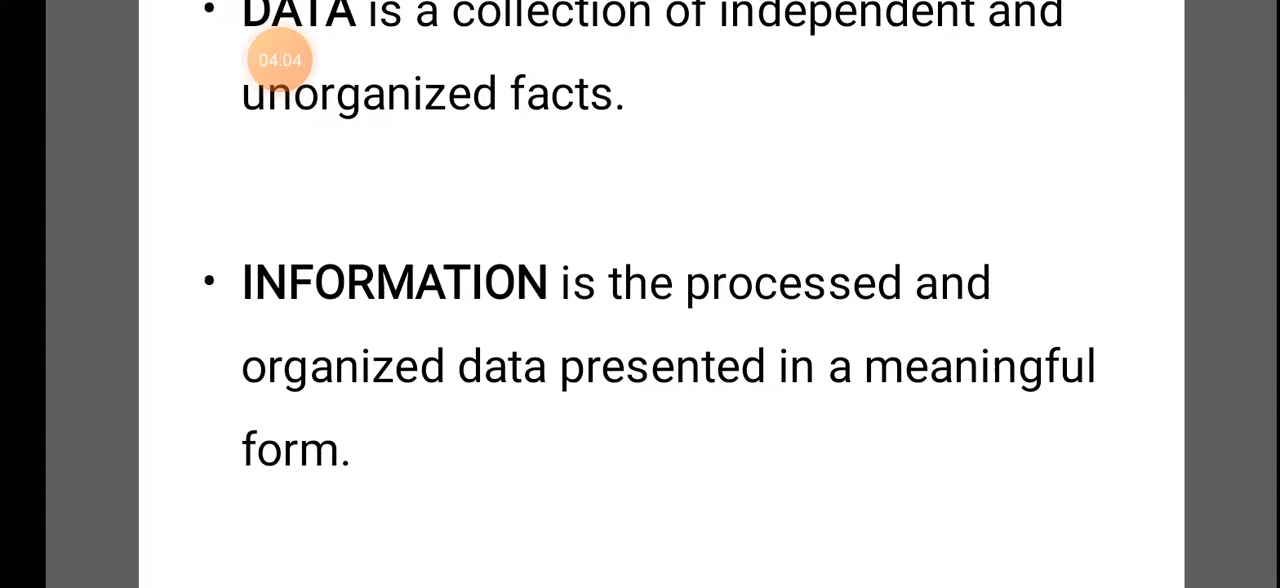 • DATA is a collection of independent and
04:04
unorganized facts.
• INFORMATION is the processed and
organized data presented in a meaningful
form.